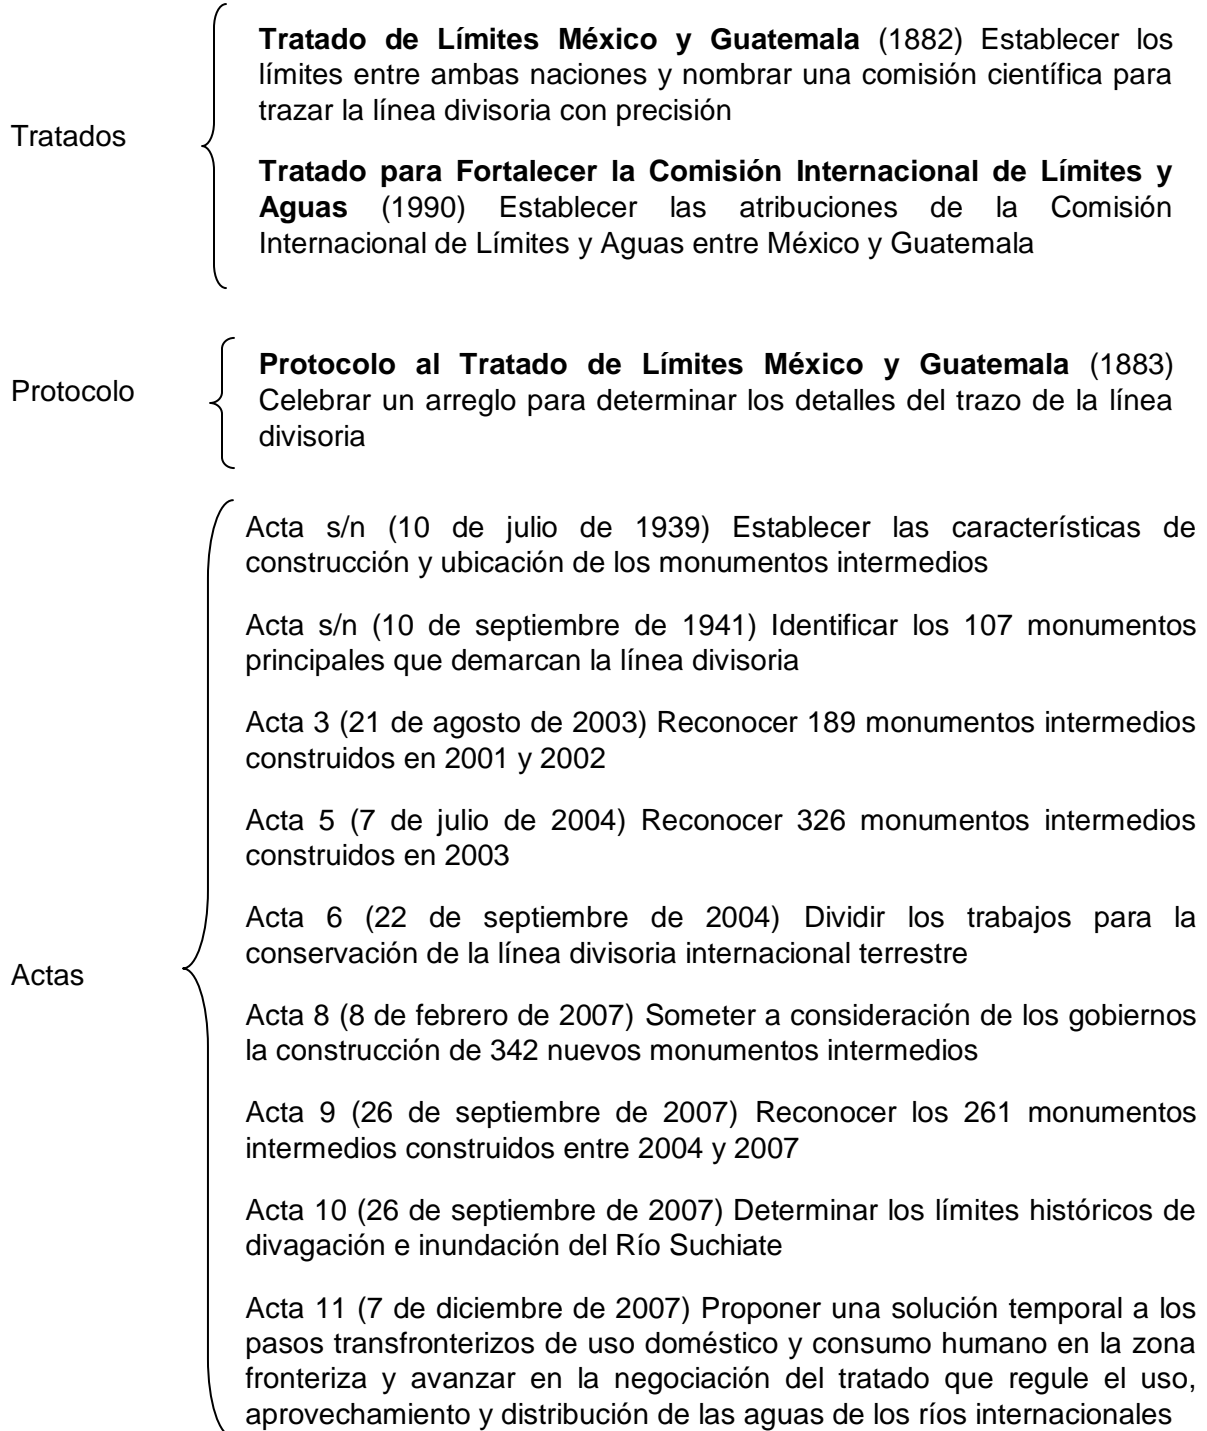 Tratados
Tratado de Límites México y Guatemala (1882) Establecer los
límites entre ambas naciones y nombrar una comisión científica para
trazar la línea divisoria con precisión
Tratado para Fortalecer la Comisión Internacional de Límites y
Aguas (1990) Establecer las atribuciones de la Comisión
Internacional de Límites y Aguas entre México y Guatemala
Protocolo
Protocolo al Tratado de Límites México y Guatemala (1883)
Celebrar un arreglo para determinar los detalles del trazo de la línea
divisoria
Actas
Acta s/n (10 de julio de 1939) Establecer las características de
construcción y ubicación de los monumentos intermedios
Acta s/n (10 de septiembre de 1941) Identificar los 107 monumentos
principales que demarcan la línea divisoria
Acta 3 (21 de agosto de 2003) Reconocer 189 monumentos intermedios
construidos en 2001 y 2002
Acta 5 (7 de julio de 2004) Reconocer 326 monumentos intermedios
construidos en 2003
Acta 6 (22 de septiembre de 2004) Dividir los trabajos para la
conservación de la línea divisoria internacional terrestre
Acta 8 (8 de febrero de 2007) Someter a consideración de los gobiernos
la construcción de 342 nuevos monumentos intermedios
Acta 9 (26 de septiembre de 2007) Reconocer los 261 monumentos
intermedios construidos entre 2004 y 2007
Acta 10 (26 de septiembre de 2007) Determinar los límites históricos de
divagación e inundación del Río Suchiate
Acta 11 (7 de diciembre de 2007) Proponer una solución temporal a los
pasos transfronterizos de uso doméstico y consumo humano en la zona
fronteriza y avanzar en la negociación del tratado que regule el uso,
aprovechamiento y distribución de las aguas de los ríos internacionales